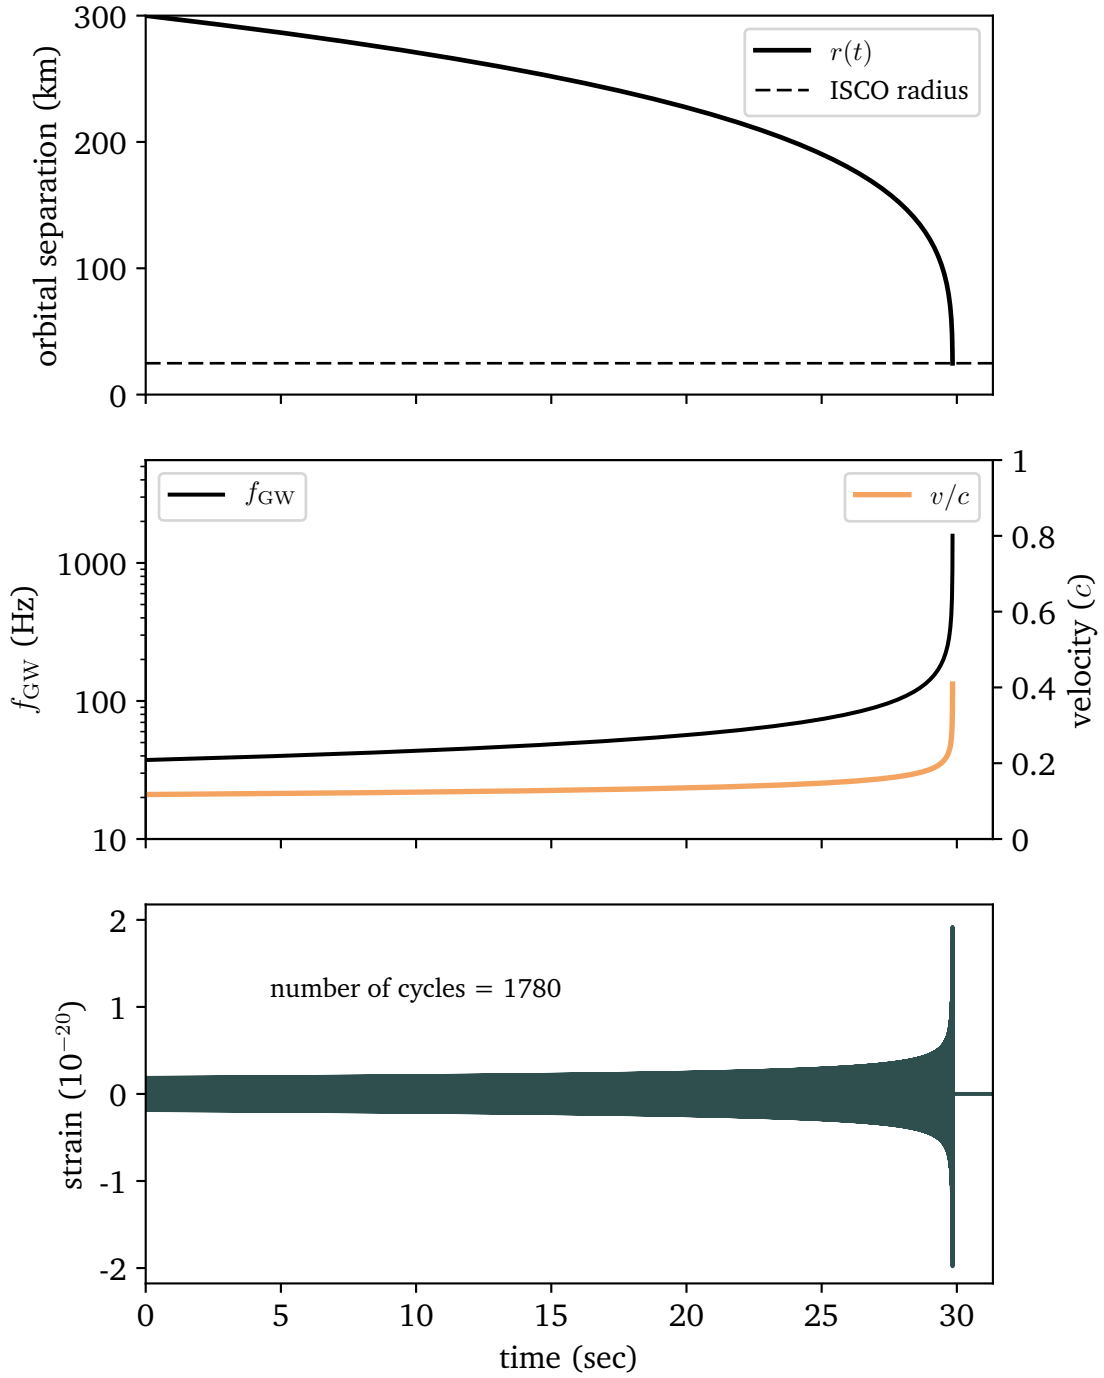 300
200
100
0
orbital separation (km)
r(t)
ISCO radius
1000
100
10
f_GW (Hz)
f_GW
v/c
1
0.8
0.6
0.4
0.2
0
velocity (c)
2
1
0
-1
-2
strain (10⁻²⁰)
number of cycles = 1780
0 5 10 15 20 25 30
time (sec)